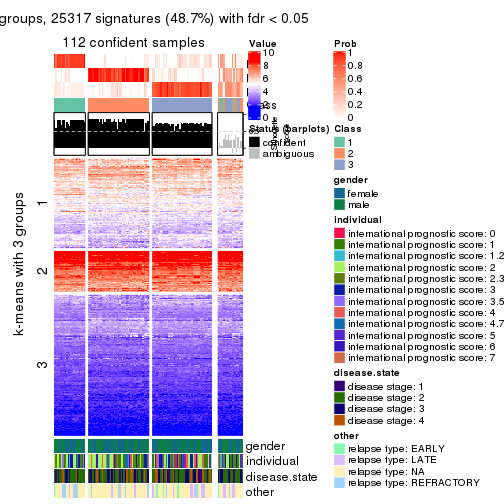 groups, 25317 signatures (48.7%) with fdr < 0.05
112 confident samples
k-means with 3 groups
1
2
3
Value
10
8
6
4
2
0
Prob
1
0.8
0.6
0.4
0.2
0
Status (barplots)
confident
ambiguous
Class
1
2
3
gender
female
male
individual
international prognostic score: 0
international prognostic score: 1
international prognostic score: 1.2
international prognostic score: 2
international prognostic score: 2.3
international prognostic score: 3
international prognostic score: 3.5
international prognostic score: 4
international prognostic score: 4.7
international prognostic score: 5
international prognostic score: 6
international prognostic score: 7
disease.state
disease stage: 1
disease stage: 2
disease stage: 3
disease stage: 4
other
relapse type: EARLY
relapse type: LATE
relapse type: NA
relapse type: REFRACTORY
gender
individual
disease.state
other